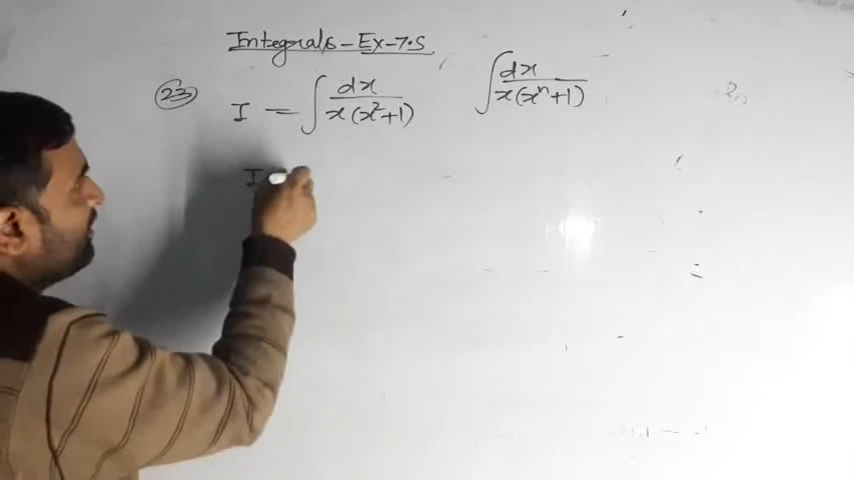 Integrals - Ex-7.5
23 I = ∫ dx / x(x²+1) ∫ dx / x(xⁿ+1)
I